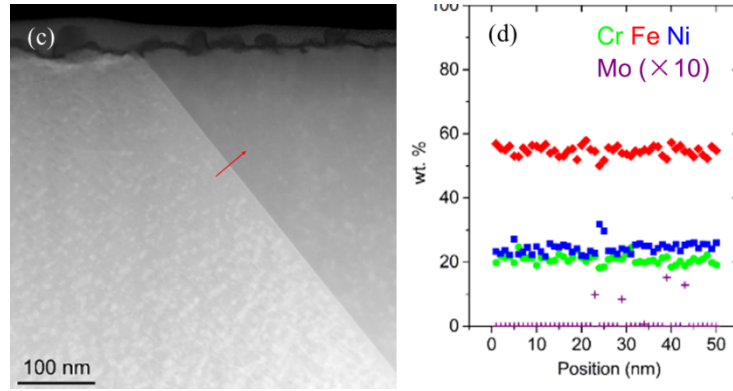 (c)
100 nm
(d)
Cr Fe Ni
Mo (×10)
100
80
60
40
20
0
wt. %
0 10 20 30 40 50
Position (nm)